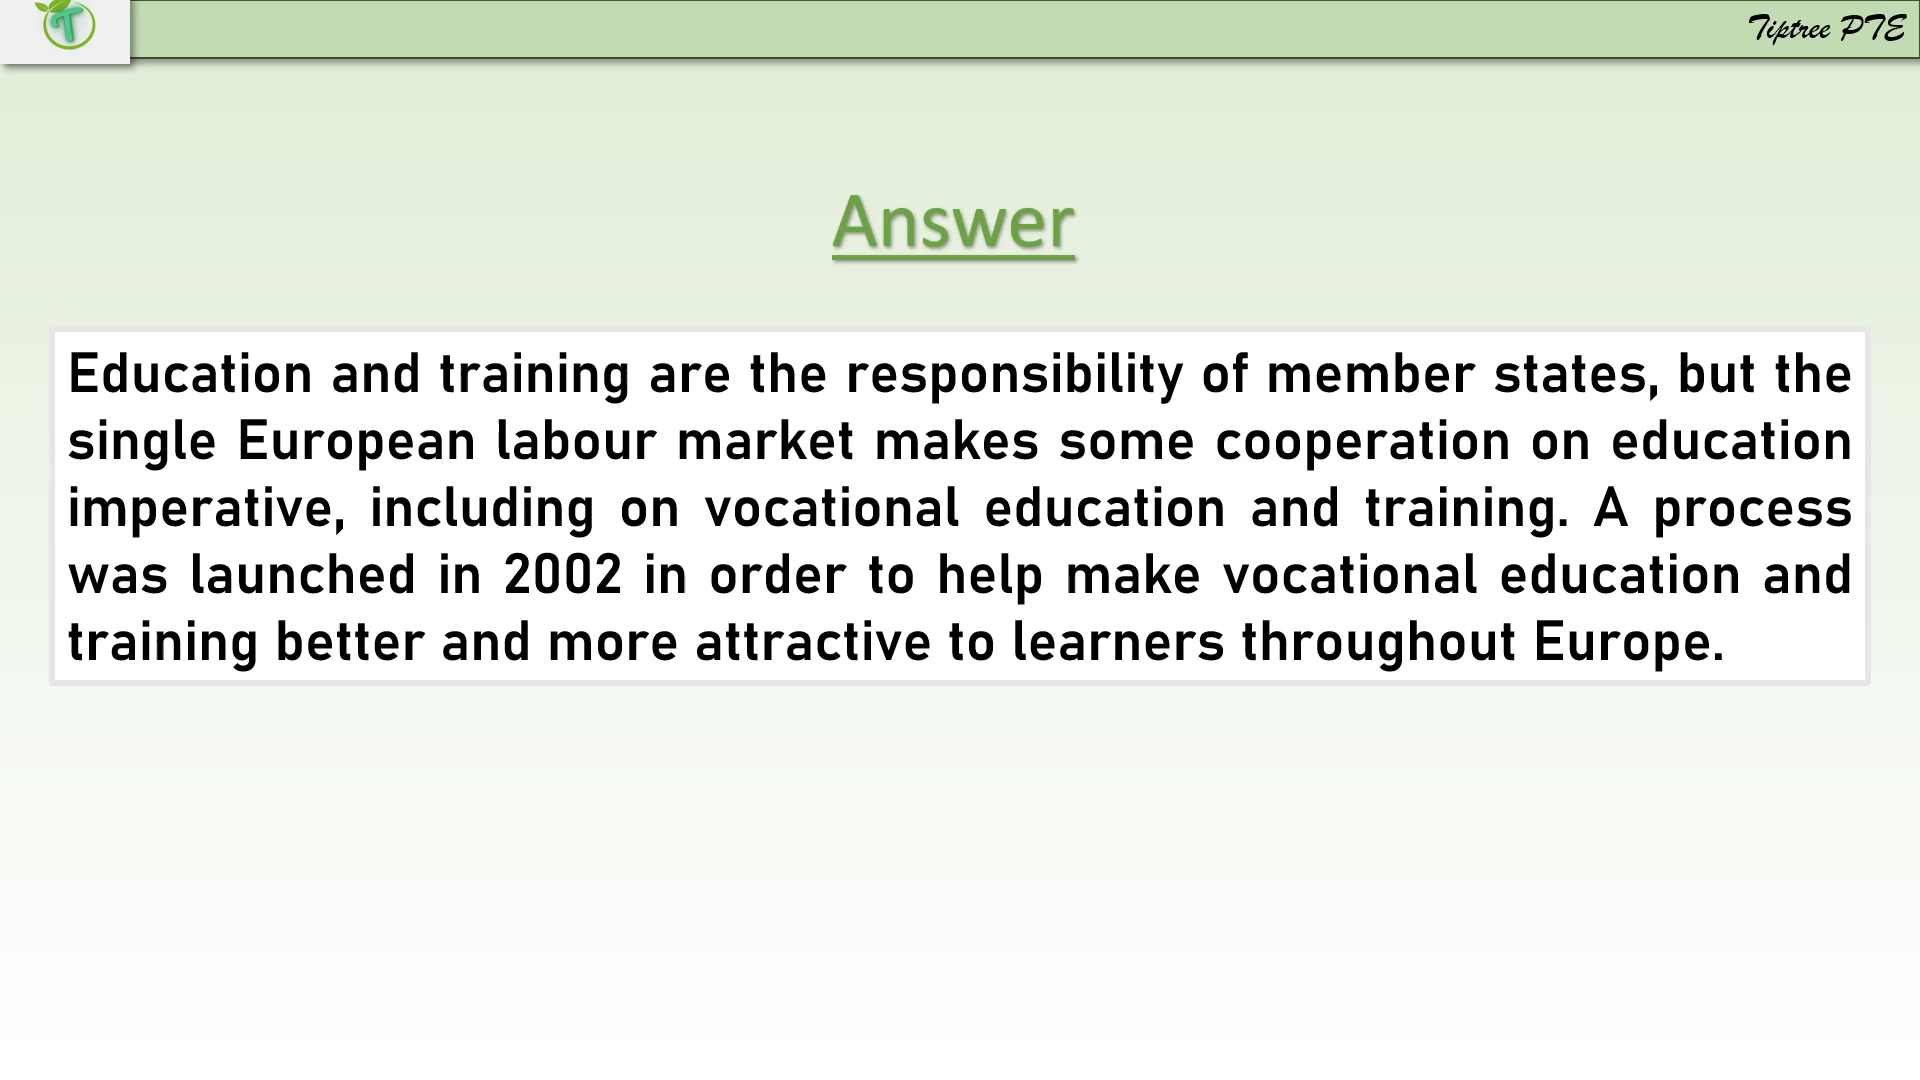 T
Tiptree PTE
Answer
Education and training are the responsibility of member states, but the
single European labour market makes some cooperation on education
imperative, including on vocational education and training. A process
was launched in 2002 in order to help make vocational education and
training better and more attractive to learners throughout Europe.